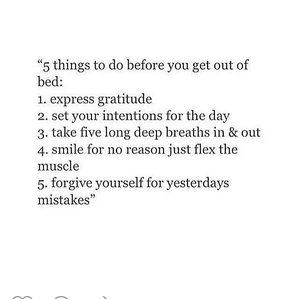 “5 things to do before you get out of
bed:
1. express gratitude
2. set your intentions for the day
3. take five long deep breaths in & out
4. smile for no reason just flex the
muscle
5. forgive yourself for yesterdays
mistakes”